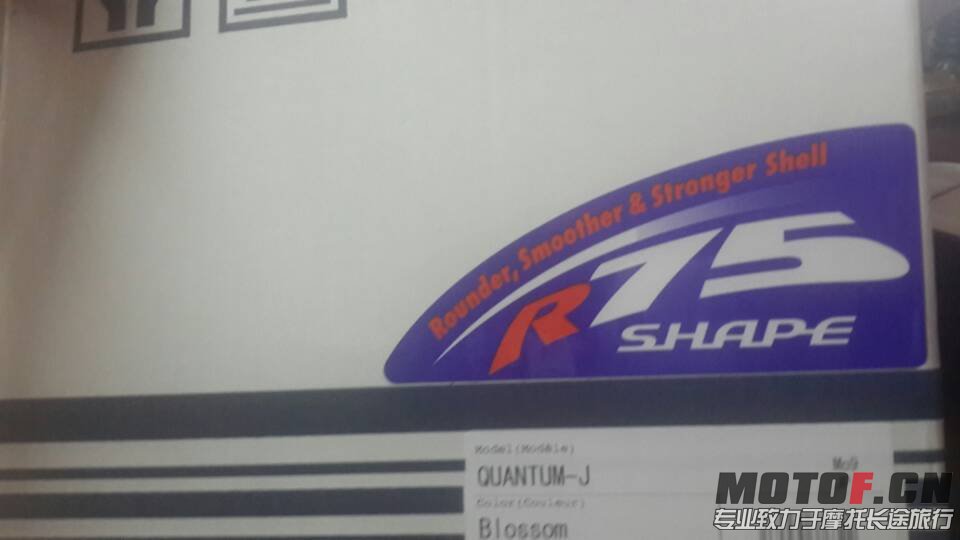 Rounder, Smoother & Stronger Shell
R75
SHAPE
Model(Modèle)
QUANTUM-J
Color(Couleur)
Blossom
MOTOF.CN
专业致力于摩托长途旅行